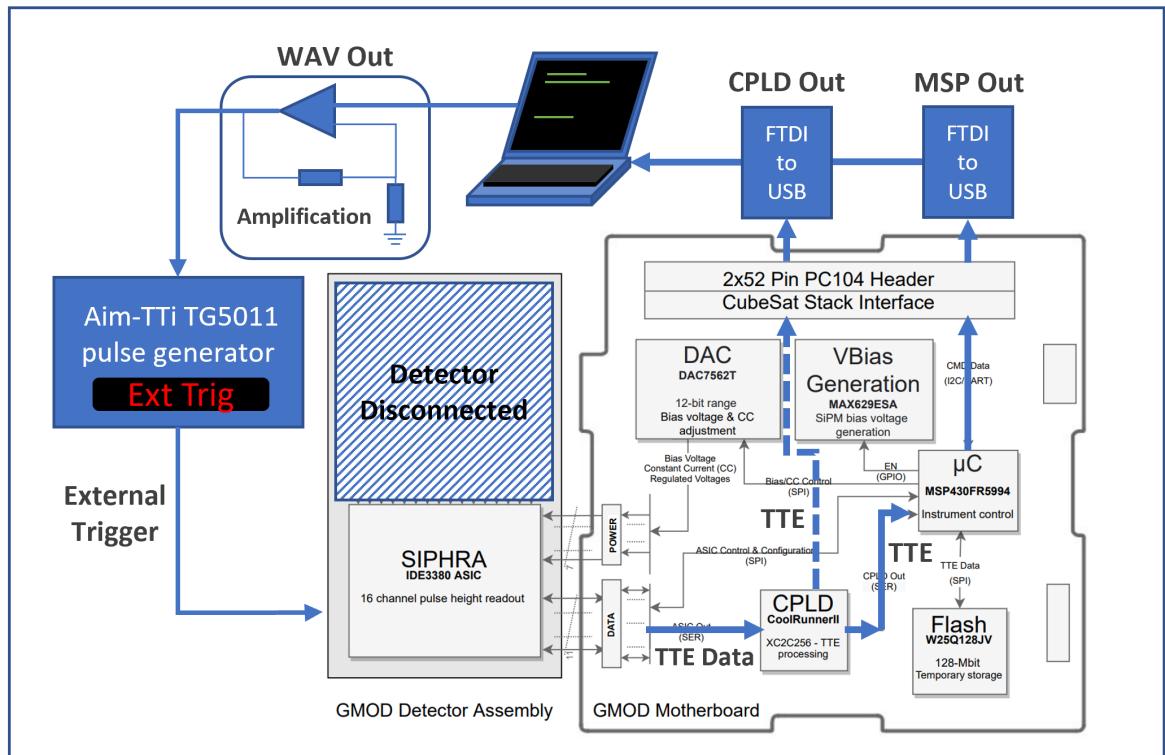 WAV Out
Amplification
CPLD Out
MSP Out
FTDI
to
USB
FTDI
to
USB
Aim-TTi TG5011
pulse generator
Ext Trig
External
Trigger
Detector
Disconnected
SIPHRA
IDE3380 ASIC
16 channel pulse height readout
GMOD Detector Assembly
2x52 Pin PC104 Header
CubeSat Stack Interface
DAC
DAC7562T
12-bit range
Bias voltage & CC
adjustment
VBias
Generation
MAX629ESA
SiPM bias voltage
generation
CMD Data
(I2C/UART)
Bias Voltage
Constant Current (CC)
Regulated Voltages
Bias/CC Control
(SPI)
EN
(GPIO)
µC
MSP430FR5994
Instrument control
POWER
7
TTE
TTE
ASIC Control & Configuration
(SPI)
CPLD Out
(SER)
TTE Data
(SPI)
DATA
11
ASIC Out
(SER)
TTE Data
CPLD
CoolRunnerII
XC2C256 - TTE
processing
Flash
W25Q128JV
128-Mbit
Temporary storage
GMOD Motherboard